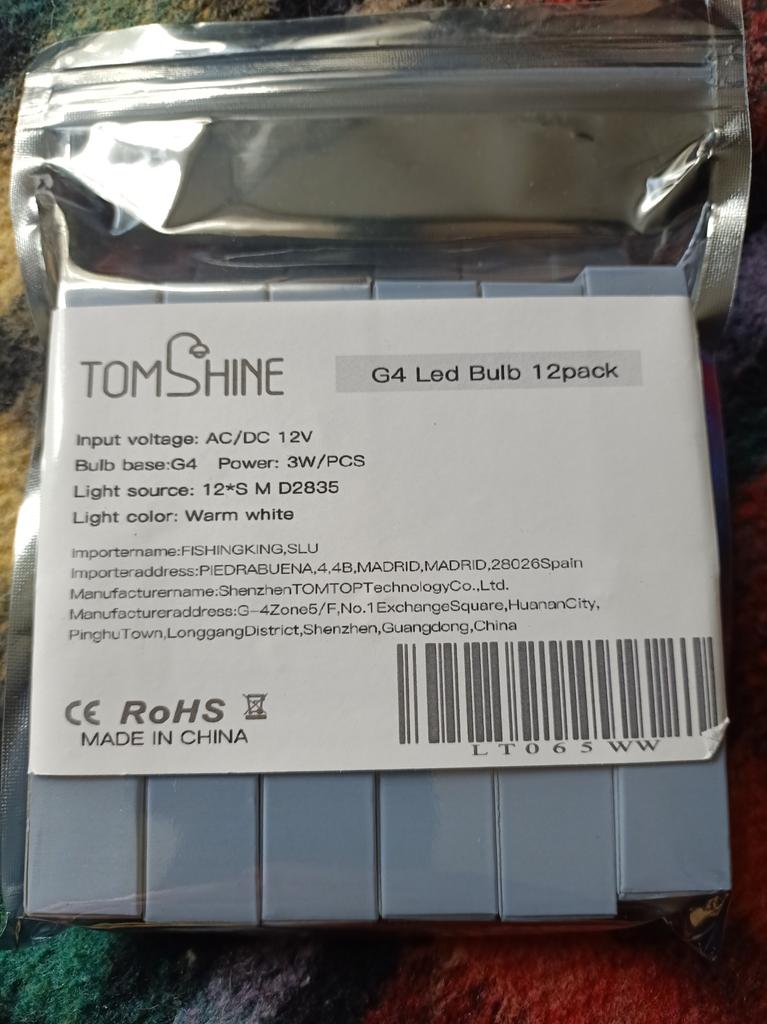 TOMSHINE
G4 Led Bulb 12pack
Input voltage: AC/DC 12V
Bulb base:G4 Power: 3W/PCS
Light source: 12*S M D2835
Light color: Warm white
Importername:FISHINGKING,SLU
Importeraddress:PIEDRABUENA,4,4B,MADRID,MADRID,28026Spain
Manufacturername:ShenzhenTOMTOPTechnologyCo.,Ltd.
Manufactureraddress:G-4Zone5/F,No.1ExchangeSquare,HuananCity,
PinghuTown,LonggangDistrict,Shenzhen,Guangdong,China
CE RoHS
MADE IN CHINA
LT065WW